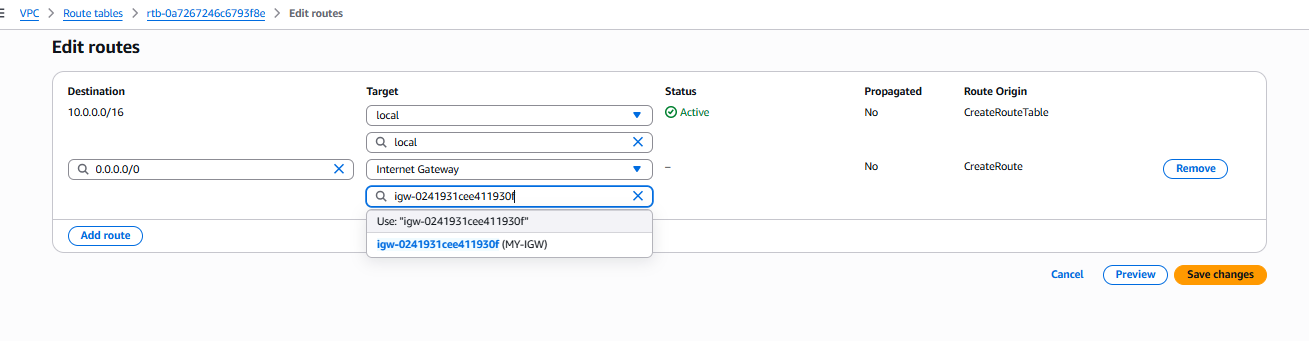 VPC > Route tables > rtb-0a7267246c6793f8e > Edit routes
Edit routes
Destination Target Status Propagated Route Origin
10.0.0.0/16 local Active No CreateRouteTable
local
0.0.0.0/0 Internet Gateway – No CreateRoute Remove
igw-0241931cee411930f
Use: "igw-0241931cee411930f"
Add route
igw-0241931cee411930f (MY-IGW)
Cancel Preview Save changes